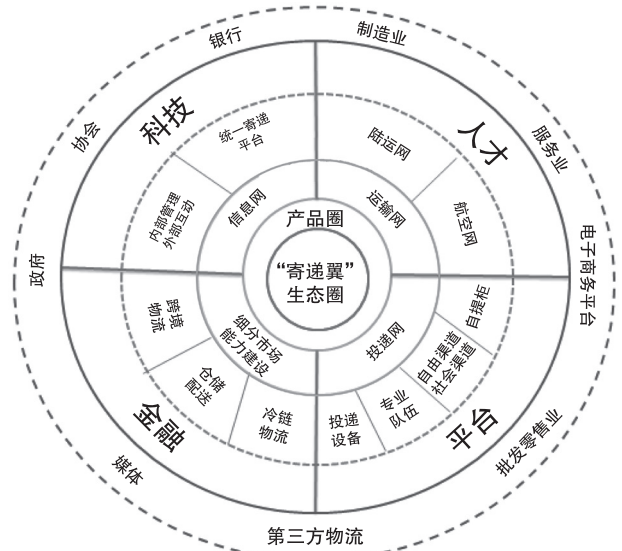 银行
制造业
协会
科技
人才
服务业
统一寄递
平台
陆运网
内部管理
外部互动
信息网
运输网
航空网
产品圈
政府
“寄递翼”
生态圈
电子商务平台
跨境
物流
细分市场
能力建设
投递网
自提柜
自由渠道
社会渠道
仓储
配送
冷链
物流
投递
设备
专业
队伍
金融
平台
媒体
批发零售业
第三方物流